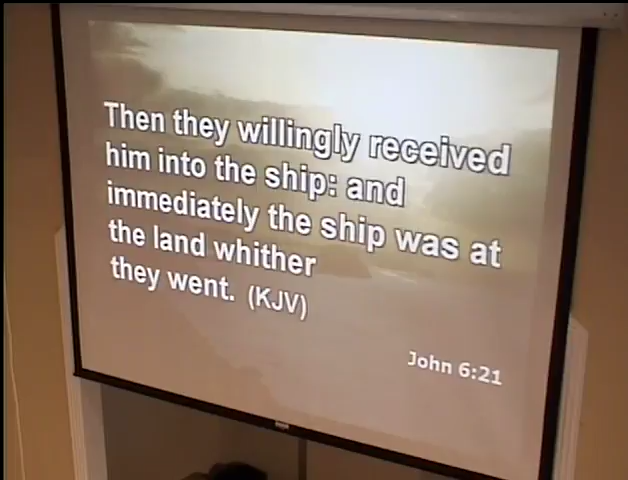 Then they willingly received
him into the ship: and
immediately the ship was at
the land whither
they went. (KJV)
John 6:21